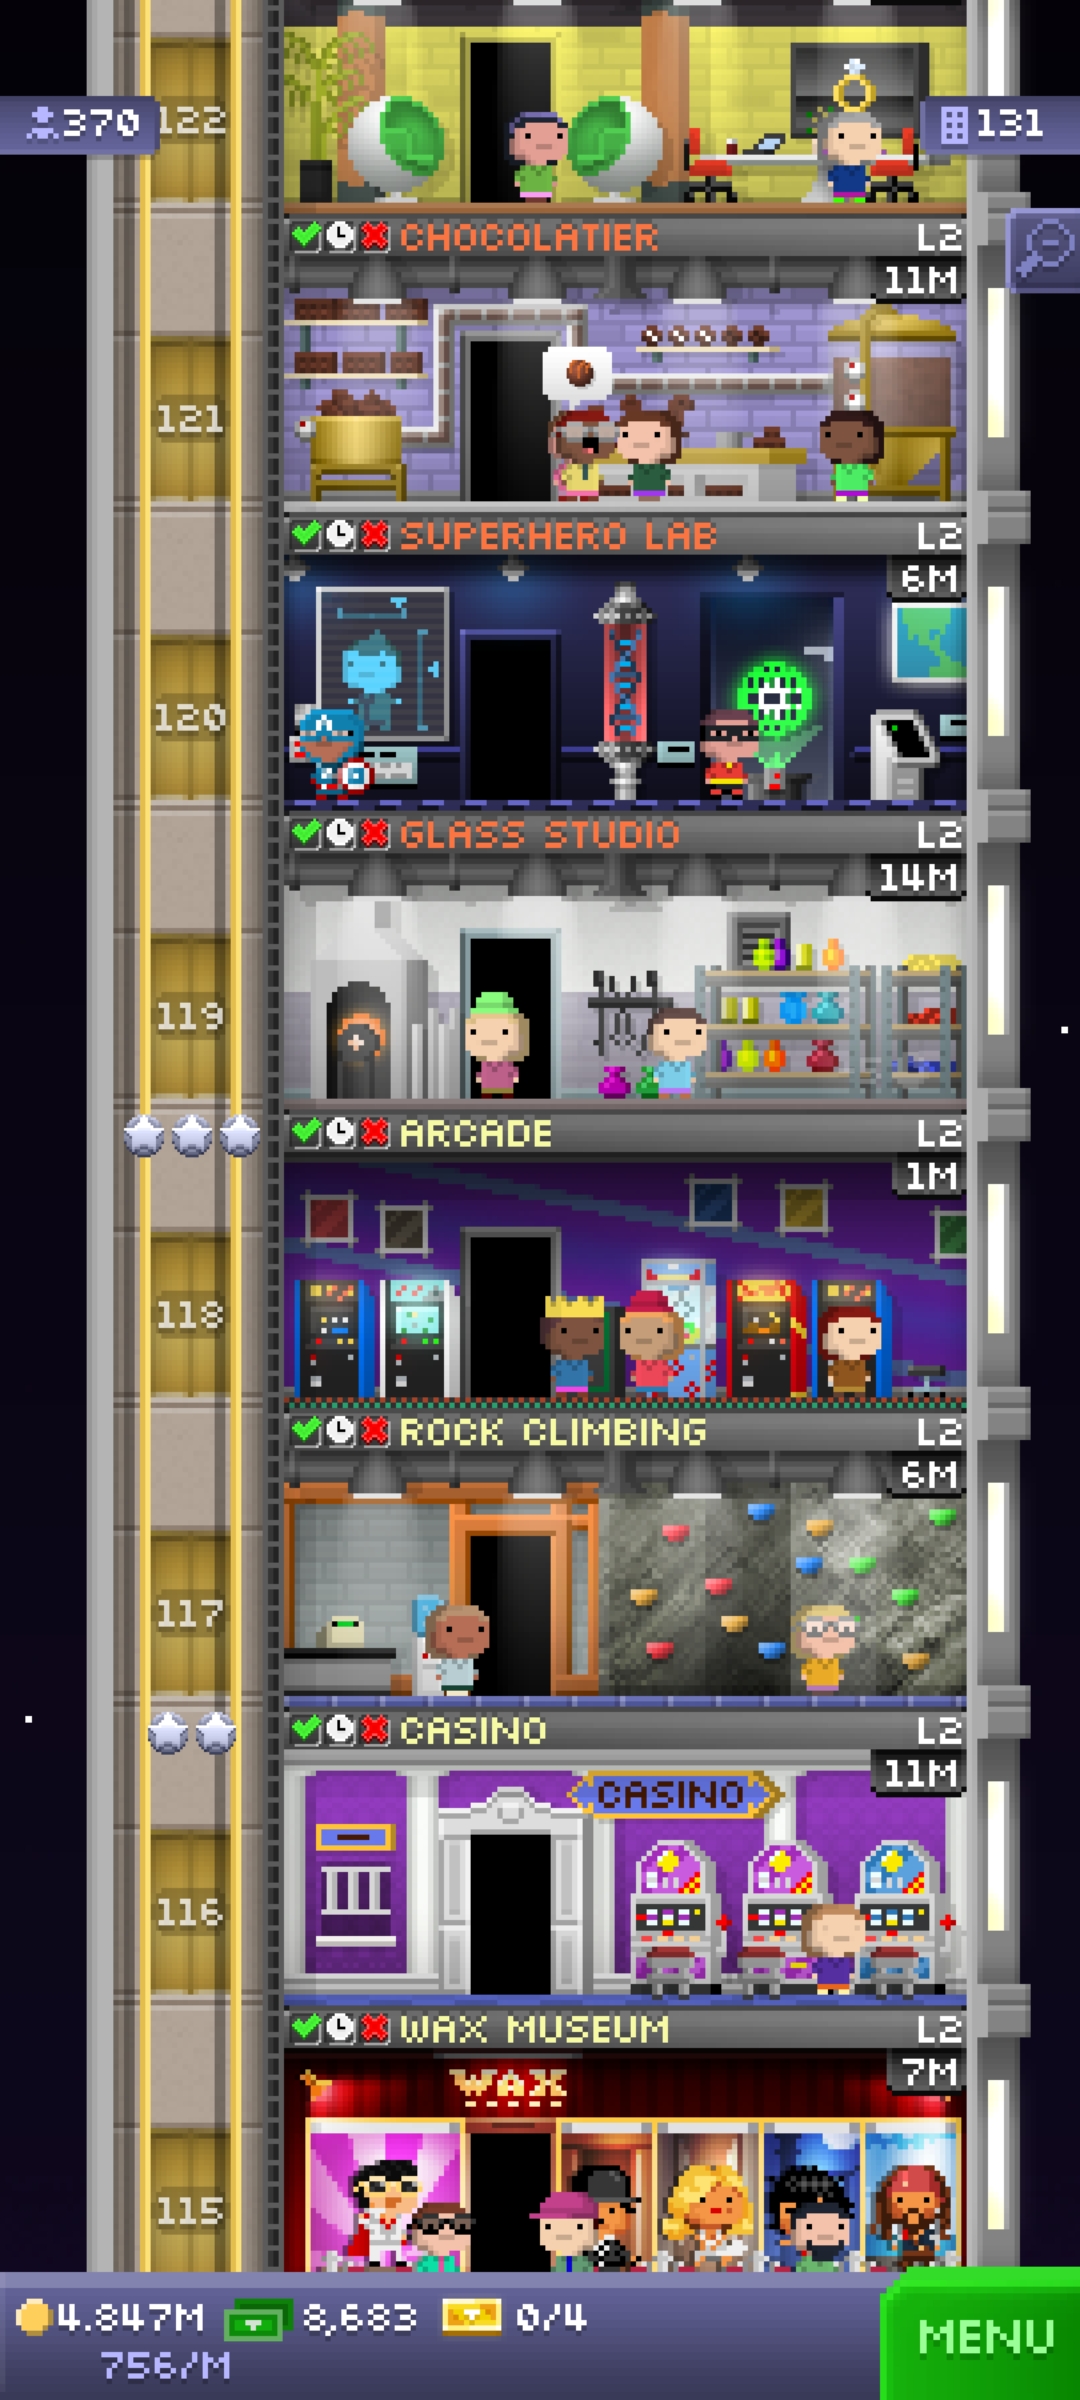 370
122
131
CHOCOLATIER L2
11M
121
SUPERHERO LAB L2
6M
120
GLASS STUDIO L2
14M
119
ARCADE L2
1M
118
ROCK CLIMBING L2
6M
117
CASINO L2
11M
CASINO
116
WAX MUSEUM L2
7M
WAX
115
4.847M 8,683 0/4
756/M
MENU